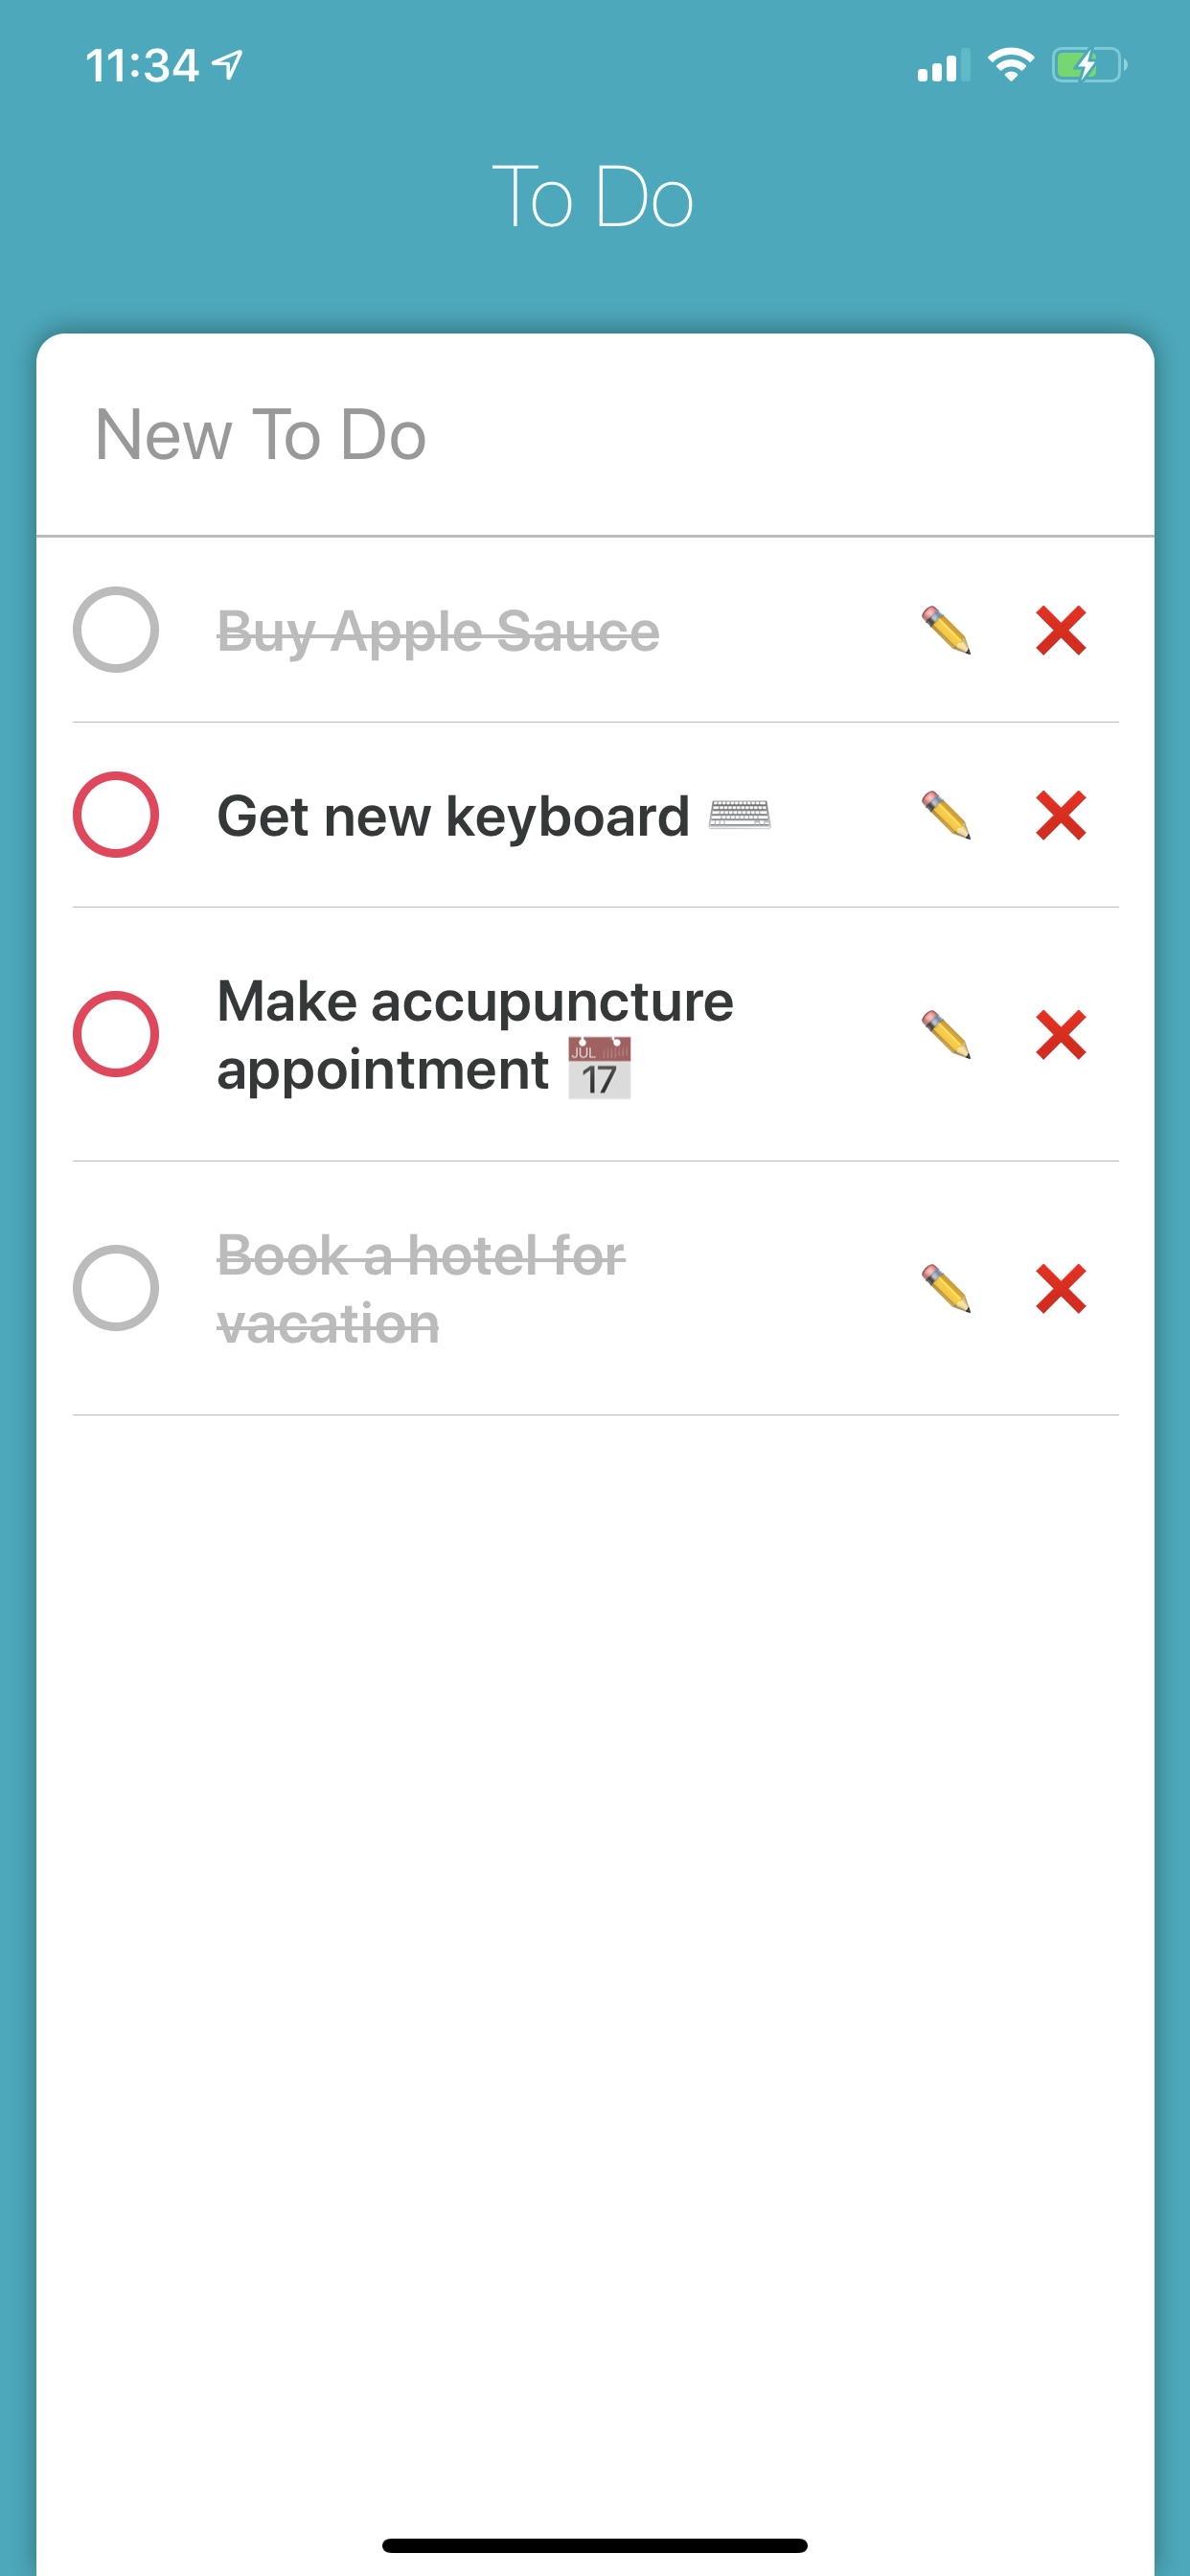 11:34
To Do
New To Do
Buy Apple Sauce
Get new keyboard ⌨️
Make accupuncture
appointment 📅
JUL
17
Book a hotel for
vacation